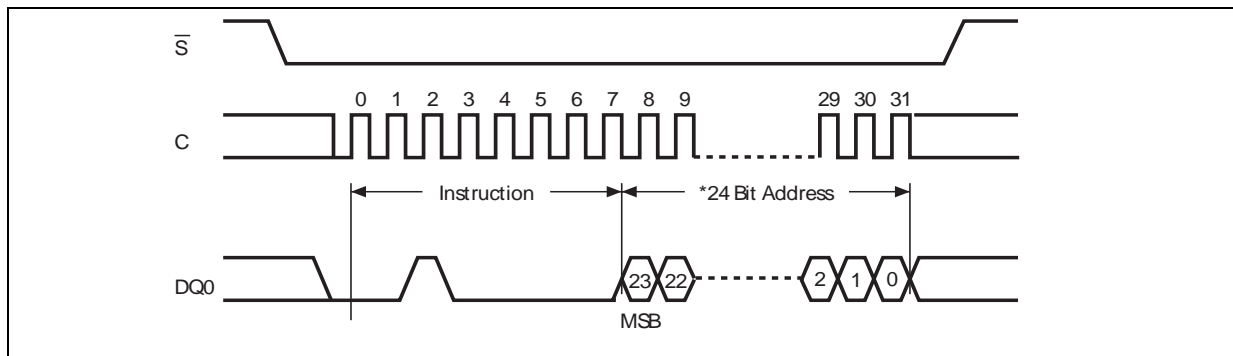 S̅
0 1 2 3 4 5 6 7 8 9 29 30 31
C
Instruction *24 Bit Address
DQ0 23 22 2 1 0
MSB